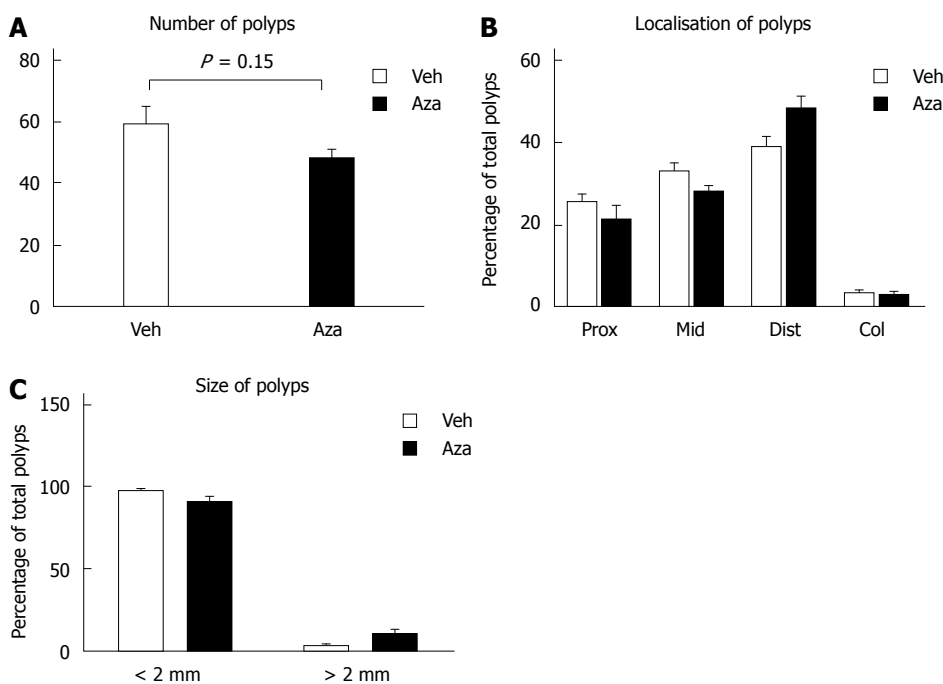 A
Number of polyps
P = 0.15
Veh
Aza
80
60
40
20
0
Veh
Aza
B
Localisation of polyps
Veh
Aza
Percentage of total polyps
60
40
20
0
Prox
Mid
Dist
Col
C
Size of polyps
Veh
Aza
Percentage of total polyps
150
100
50
0
< 2 mm
> 2 mm